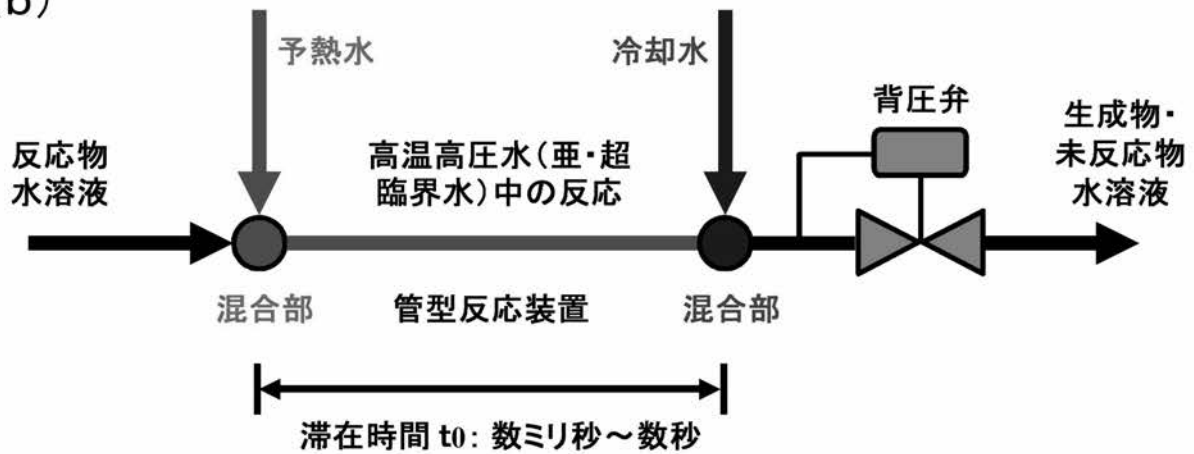 b)
予熱水
冷却水
背圧弁
反応物
水溶液
高温高圧水(亜・超
臨界水)中の反応
生成物・
未反応物
水溶液
混合部
管型反応装置
混合部
滞在時間 t0: 数ミリ秒～数秒